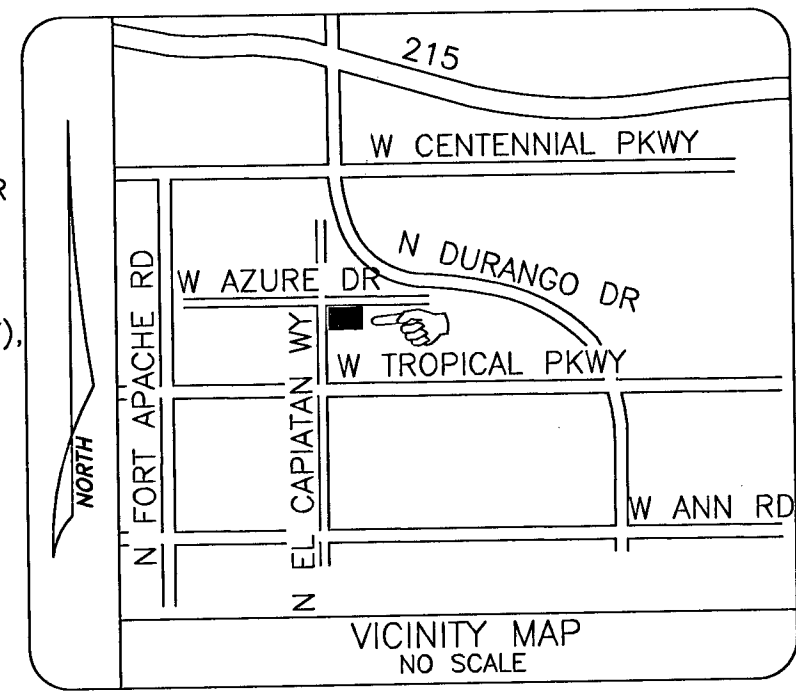 215
W CENTENNIAL PKWY
R
N DURANGO DR
W AZURE DR
),
W TROPICAL PKWY
N FORT APACHE RD
N EL CAPIATAN WY
NORTH
W ANN RD
VICINITY MAP
NO SCALE